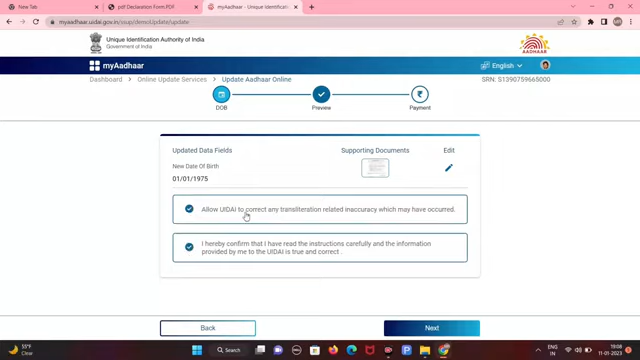 New Tab
pdf Declaration Form.PDF
myAadhaar - Unique Identificatio
myaadhaar.uidai.gov.in/ssup/demoUpdate/update
Unique Identification Authority of India
Government of India
AADHAAR
myAadhaar
English
Dashboard
Online Update Services
Update Aadhaar Online
SRN: S1390759665000
DOB
Preview
Payment
Updated Data Fields
Supporting Documents
Edit
New Date of Birth
01/01/1975
Allow UIDAI to correct any transliteration related inaccuracy which may have occurred.
I hereby confirm that I have read the instructions carefully and the information
provided by me to the UIDAI is true and correct .
Back
Next
55°F
Clear
Search
ENG
IN
19:08
11-01-2023